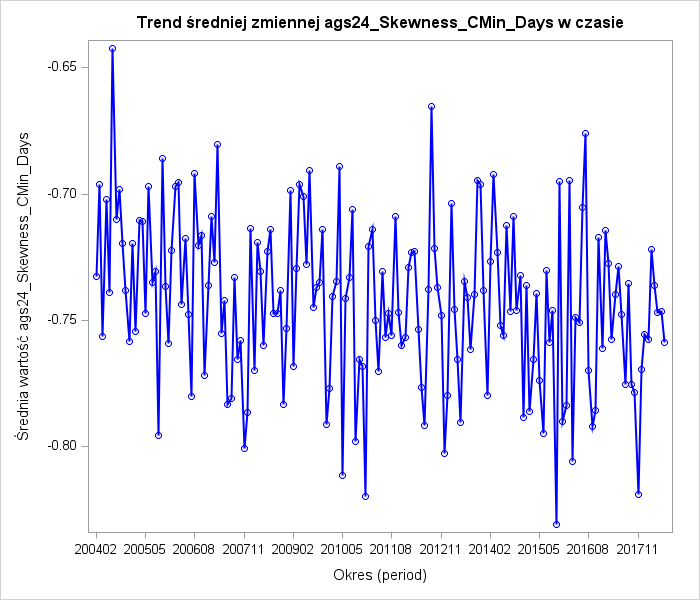 Trend średniej zmiennej ags24_Skewness_CMin_Days w czasie
Średnia wartość ags24_Skewness_CMin_Days
-0.65
-0.70
-0.75
-0.80
200402 200505 200608 200711 200902 201005 201108 201211 201402 201505 201608 201711
Okres (period)